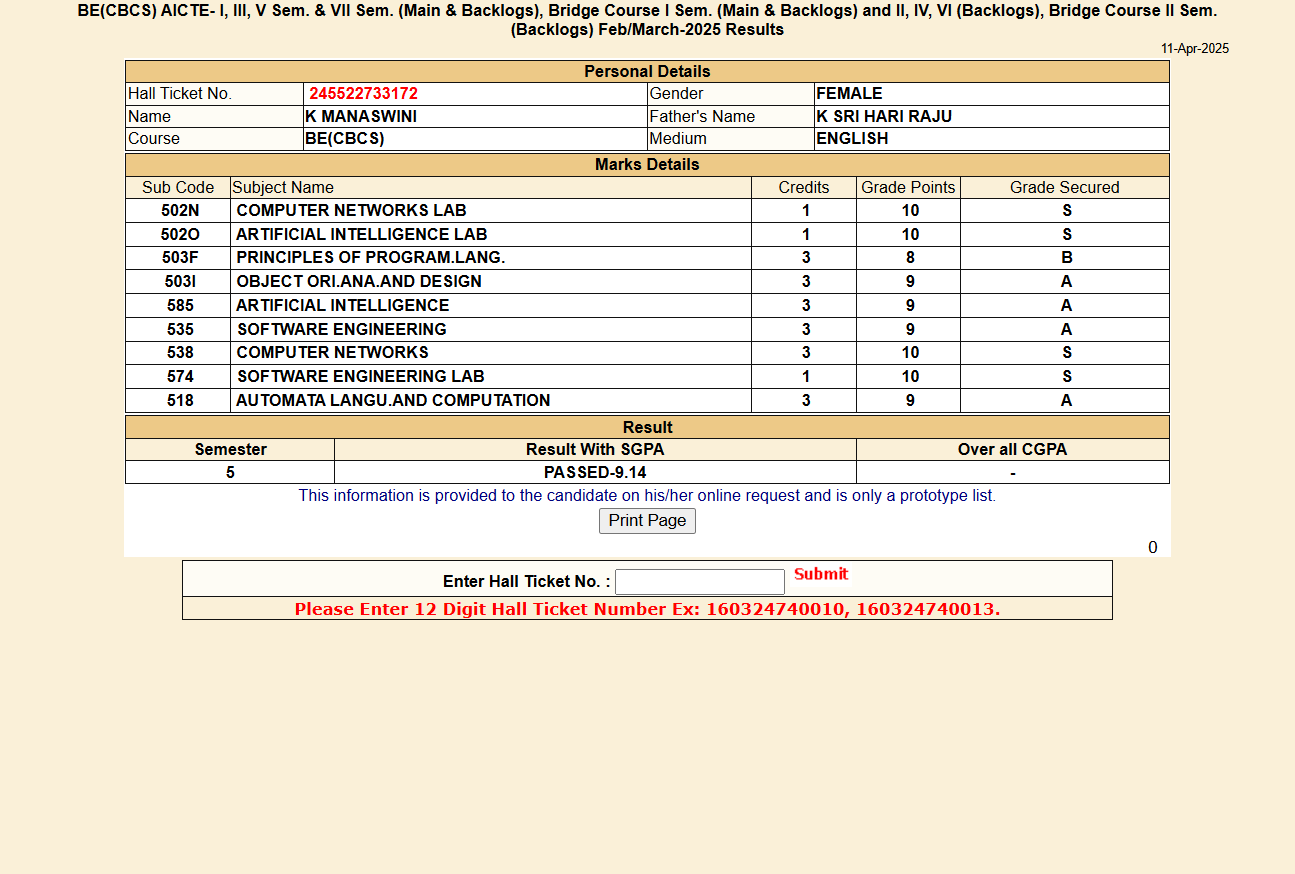 BE(CBCS) AICTE- I, III, V Sem. & VII Sem. (Main & Backlogs), Bridge Course I Sem. (Main & Backlogs) and II, IV, VI (Backlogs), Bridge Course II Sem.
(Backlogs) Feb/March-2025 Results
11-Apr-2025
Personal Details
Hall Ticket No. 245522733172 Gender FEMALE
Name K MANASWINI Father's Name K SRI HARI RAJU
Course BE(CBCS) Medium ENGLISH
Marks Details
Sub Code Subject Name Credits Grade Points Grade Secured
502N COMPUTER NETWORKS LAB 1 10 S
502O ARTIFICIAL INTELLIGENCE LAB 1 10 S
503F PRINCIPLES OF PROGRAM.LANG. 3 8 B
503I OBJECT ORI.ANA.AND DESIGN 3 9 A
585 ARTIFICIAL INTELLIGENCE 3 9 A
535 SOFTWARE ENGINEERING 3 9 A
538 COMPUTER NETWORKS 3 10 S
574 SOFTWARE ENGINEERING LAB 1 10 S
518 AUTOMATA LANGU.AND COMPUTATION 3 9 A
Result
Semester Result With SGPA Over all CGPA
5 PASSED-9.14 -
This information is provided to the candidate on his/her online request and is only a prototype list.
Print Page
0
Enter Hall Ticket No. : Submit
Please Enter 12 Digit Hall Ticket Number Ex: 160324740010, 160324740013.